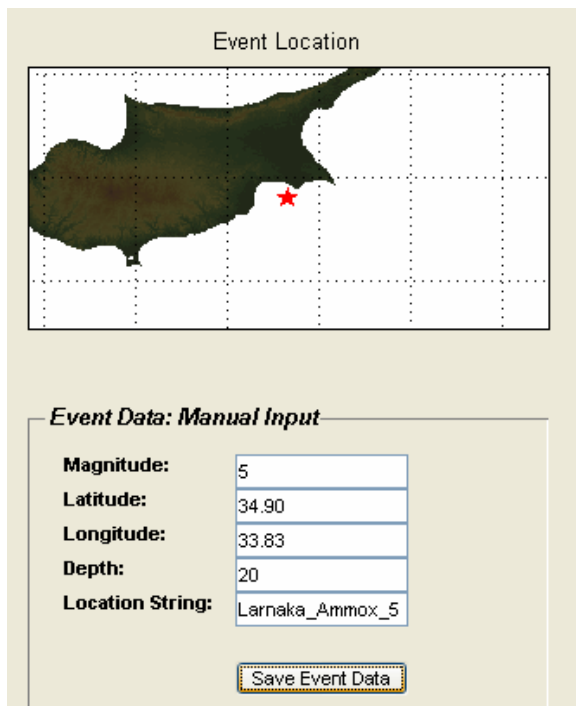 Event Location
Event Data: Manual Input
Magnitude: 5
Latitude: 34.90
Longitude: 33.83
Depth: 20
Location String: Larnaka_Ammox_5
Save Event Data